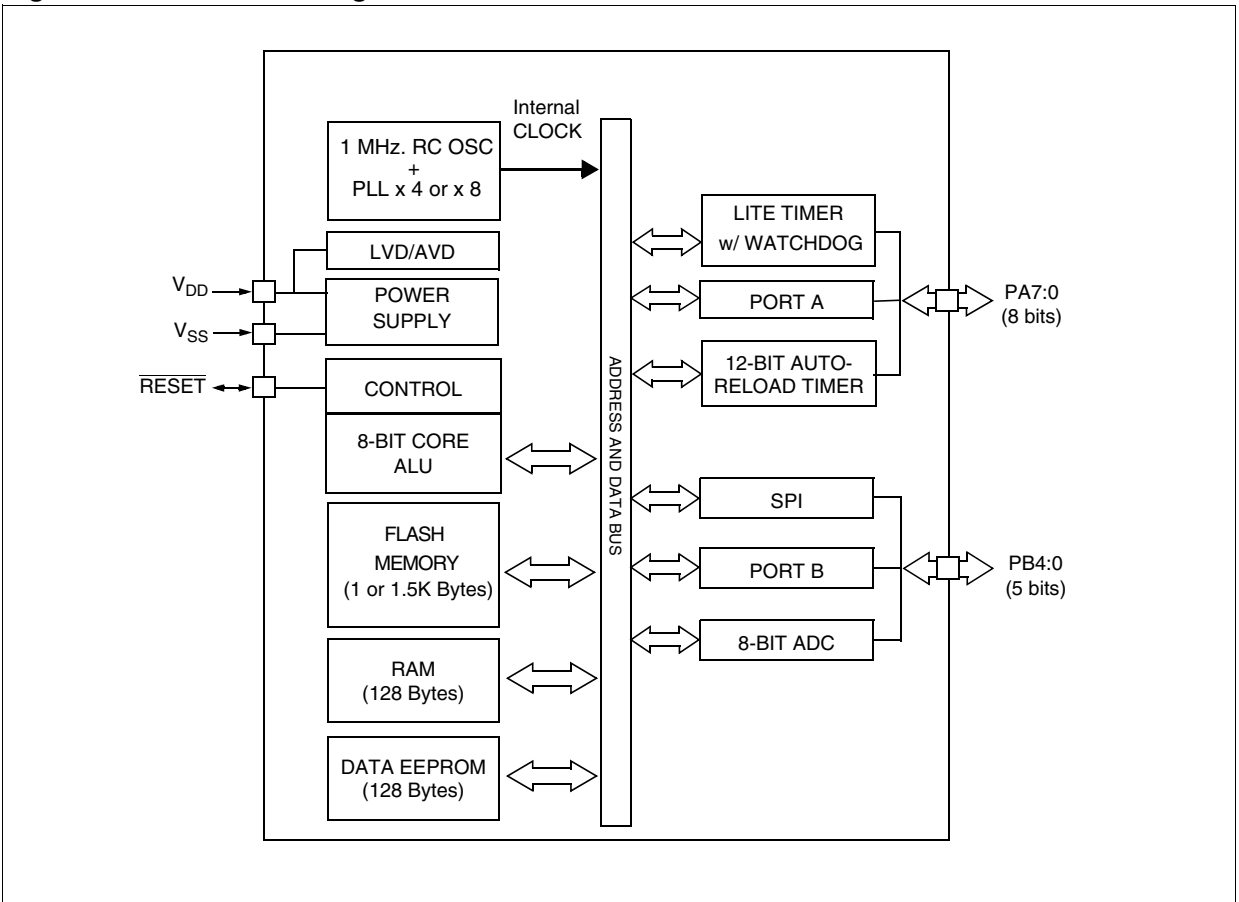 Internal
CLOCK
1 MHz. RC OSC
+
PLL x 4 or x 8
LVD/AVD
POWER
SUPPLY
VDD
VSS
RESET
CONTROL
8-BIT CORE
ALU
FLASH
MEMORY
(1 or 1.5K Bytes)
RAM
(128 Bytes)
DATA EEPROM
(128 Bytes)
ADDRESS AND DATA BUS
LITE TIMER
w/ WATCHDOG
PORT A
12-BIT AUTO-
RELOAD TIMER
PA7:0
(8 bits)
SPI
PORT B
8-BIT ADC
PB4:0
(5 bits)